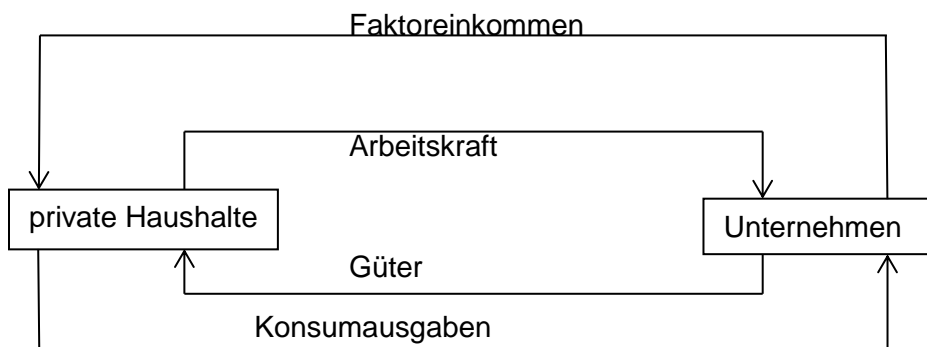 Faktoreinkommen
Arbeitskraft
private Haushalte
Unternehmen
Güter
Konsumausgaben